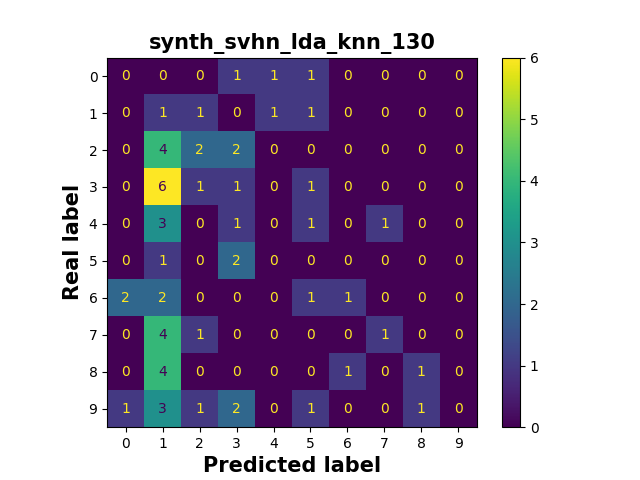 synth_svhn_lda_knn_130
0 0 0 0 1 1 1 0 0 0 0
1 0 1 1 0 1 1 0 0 0 0
2 0 4 2 2 0 0 0 0 0 0
3 0 6 1 1 0 1 0 0 0 0
4 0 3 0 1 0 1 0 1 0 0
5 0 1 0 2 0 0 0 0 0 0
6 2 2 0 0 0 1 1 0 0 0
7 0 4 1 0 0 0 0 1 0 0
8 0 4 0 0 0 0 1 0 1 0
9 1 3 1 2 0 1 0 0 1 0
0 1 2 3 4 5 6 7 8 9
Predicted label
Real label
6
5
4
3
2
1
0